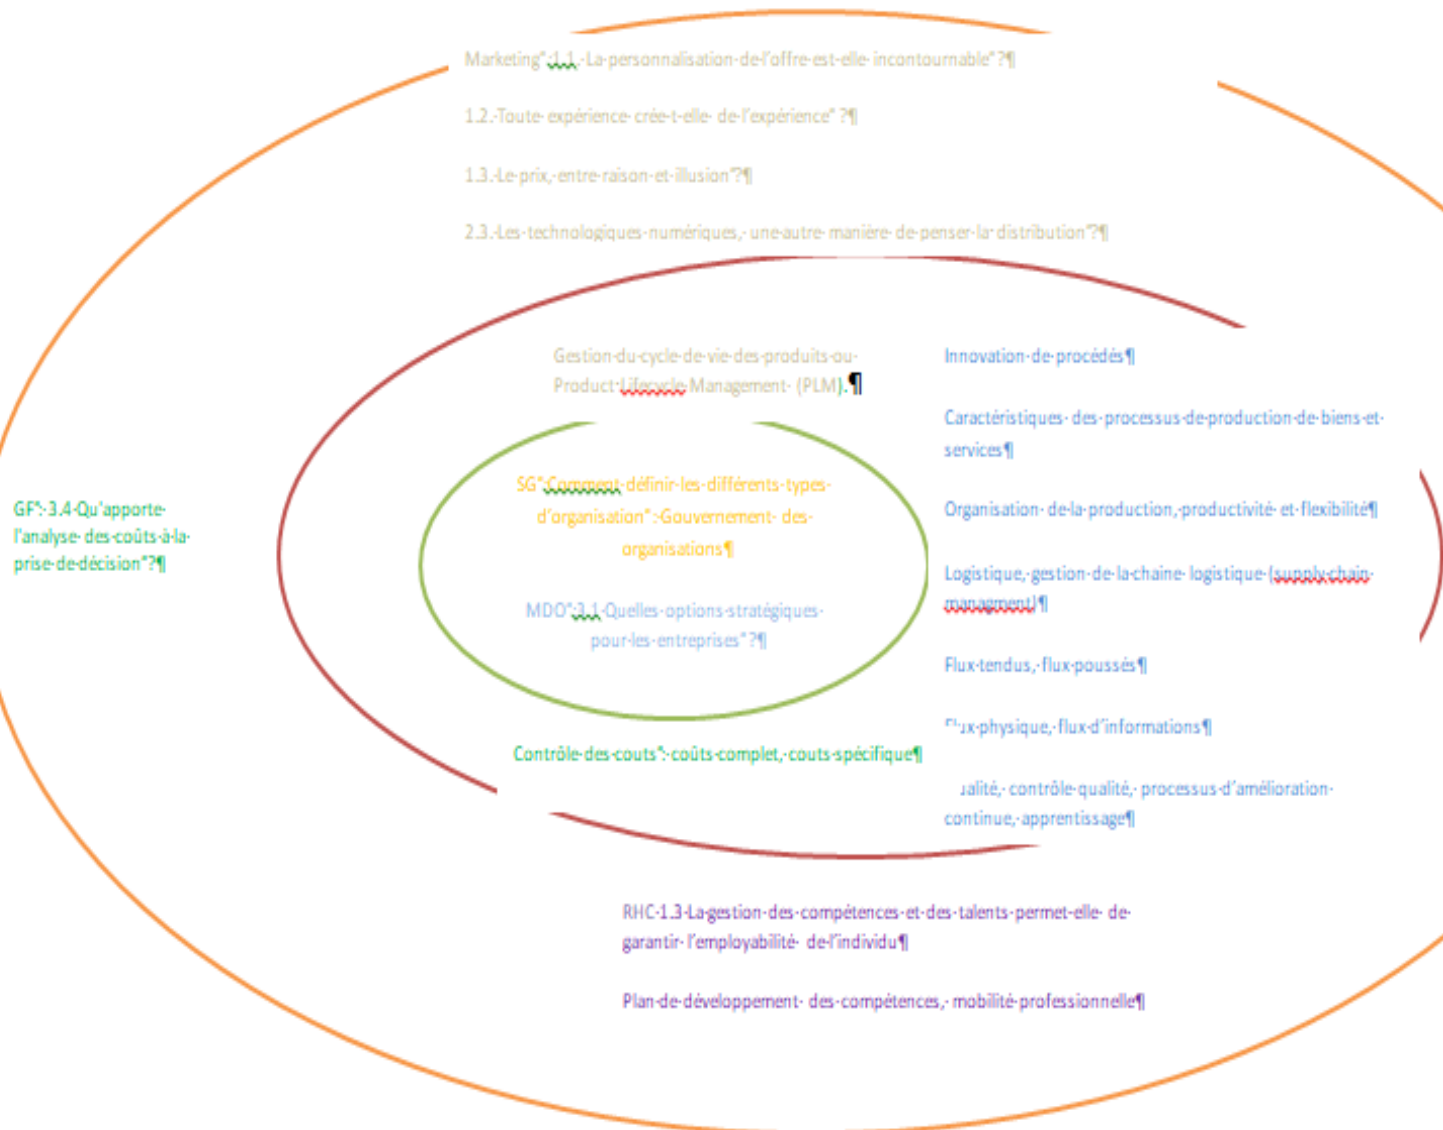 Marketing°:1.1.·La·personnalisation·de·l'offre·est·elle·incontournable°?¶
1.2.·Toute·expérience·crée-t-elle·de·l'expérience°?¶
1.3.·Le·prix,·entre·raison·et·illusion°?¶
2.3.·Les·technologiques·numériques,·une·autre·manière·de·penser·la·distribution°?¶
Gestion·du·cycle·de·vie·des·produits·ou·
Product·Lifecycle·Management·(PLM).¶
Innovation·de·procédés¶
Caractéristiques·des·processus·de·production·de·biens·et·
services¶
SG°:Comment·définir·les·différents·types·
d'organisation°:·Gouvernement·des·
organisations¶
GF°:·3.4·Qu'apporte·
l'analyse·des·coûts·à·la·
prise·de·décision°?¶
Organisation·de·la·production,·productivité·et·flexibilité¶
Logistique,·gestion·de·la·chaine·logistique·(supply·chain·
managment)¶
MDO°:3.1·Quelles·options·stratégiques·
pour·les·entreprises°?¶
Flux·tendus,·flux·poussés¶
physique,·flux·d'informations¶
Contrôle·des·couts°:·coûts·complet,·couts·spécifique¶
contrôle·qualité,·processus·d'amélioration·
continue,·apprentissage¶
RHC·1.3·La·gestion·des·compétences·et·des·talents·permet-elle·de·
garantir·l'employabilité·de·l'individu¶
Plan·de·développement·des·compétences,·mobilité·professionnelle¶